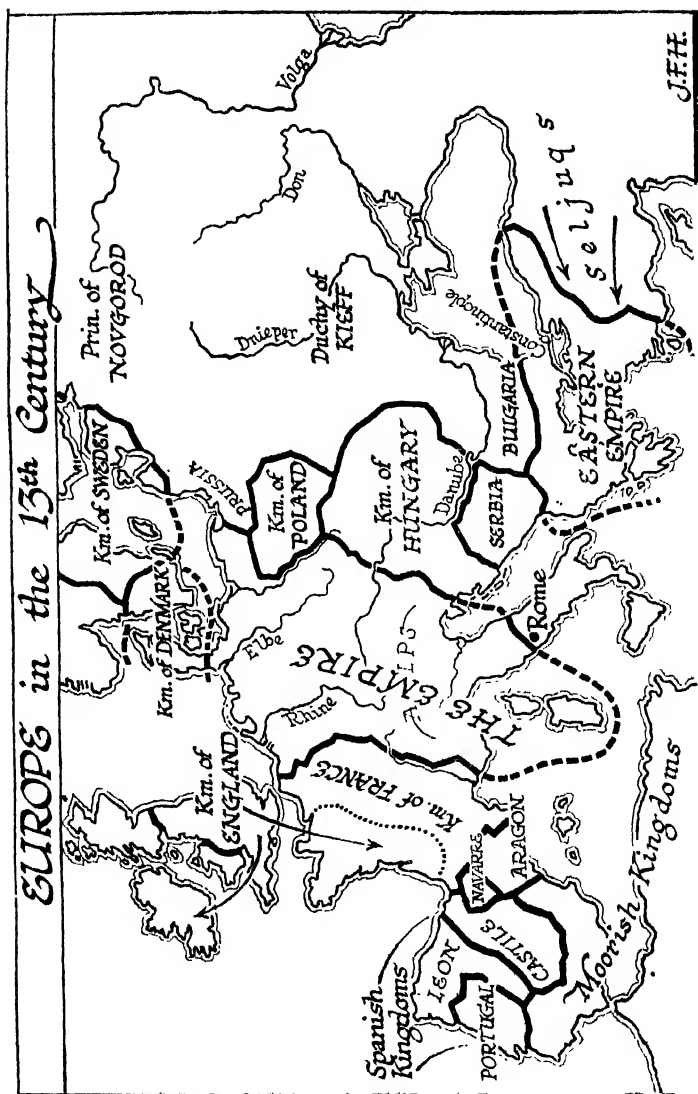 EUROPE in the 13th Century
Km. of SWEDEN
Prin. of
NOVGOROD
Volga
Km. of DENMARK
Km. of
ENGLAND
PRUSSIA
Dnieper
Don
Duchy of
KIEFF
Elbe
Km. of
POLAND
Rhine
Km. of FRANCE
THE EMPIRE
ALPS
Km. of
HUNGARY
Danube
SERBIA
BULGARIA
Constantinople
Spanish
Kingdoms
LEON
NAVARRE
ARAGON
CASTILE
PORTUGAL
Rome
EASTERN
EMPIRE
Seljuqs
Moorish Kingdoms
J.F.H.